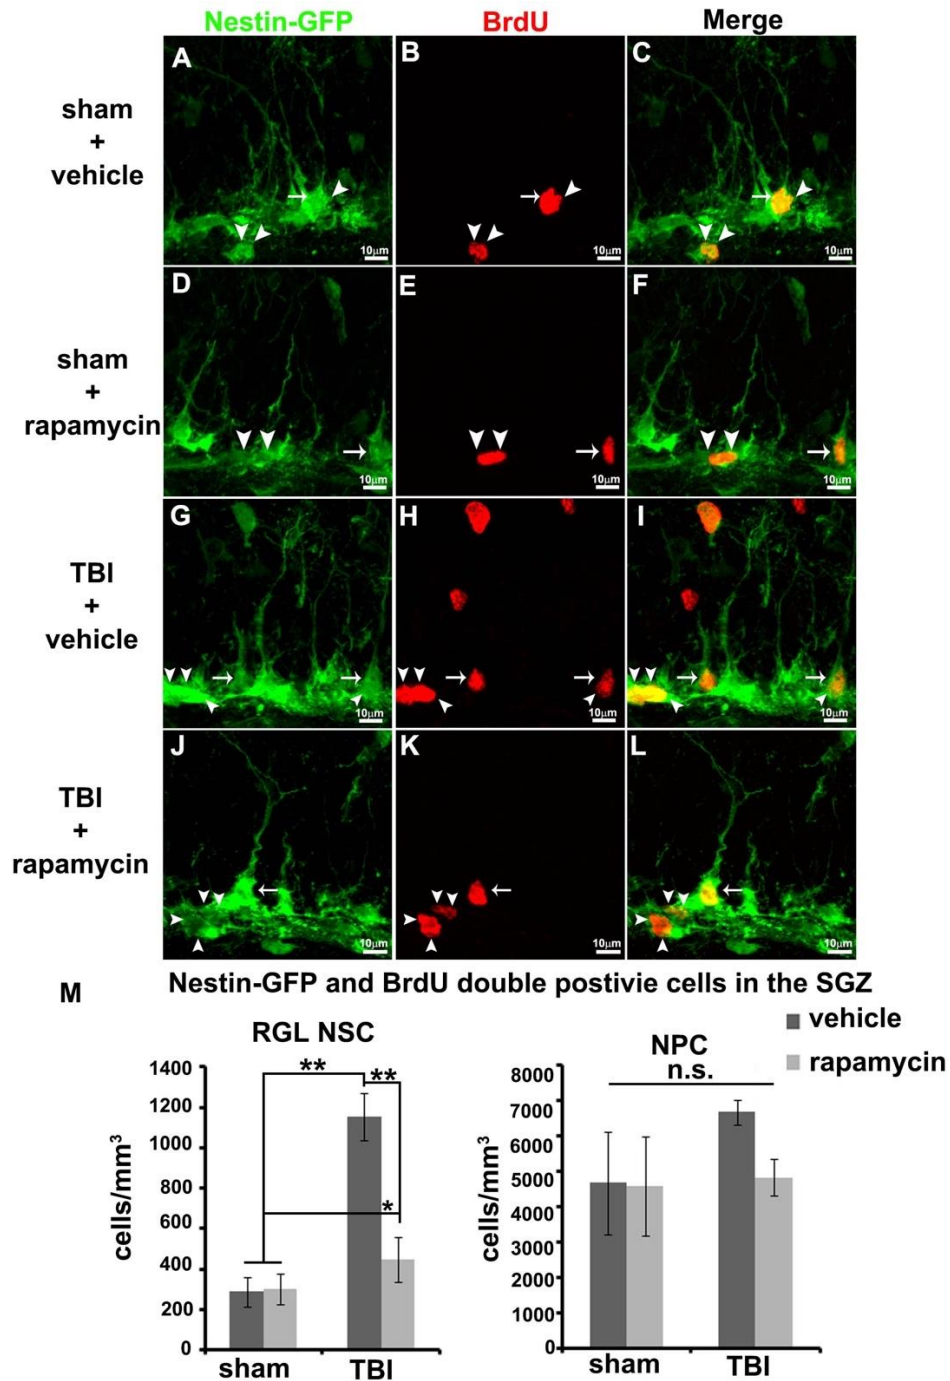 Nestin-GFP BrdU Merge
sham
+
vehicle
A B C
10µm 10µm 10µm
sham
+
rapamycin
D E F
10µm 10µm 10µm
TBI
+
vehicle
G H I
10µm 10µm 10µm
TBI
+
rapamycin
J K L
10µm 10µm 10µm
M
Nestin-GFP and BrdU double postivie cells in the SGZ
vehicle
rapamycin
RGL NSC
cells/mm³
1400
1200
1000
800
600
400
200
0
** **
*
sham TBI
NPC
n.s.
cells/mm³
8000
7000
6000
5000
4000
3000
2000
1000
0
sham TBI